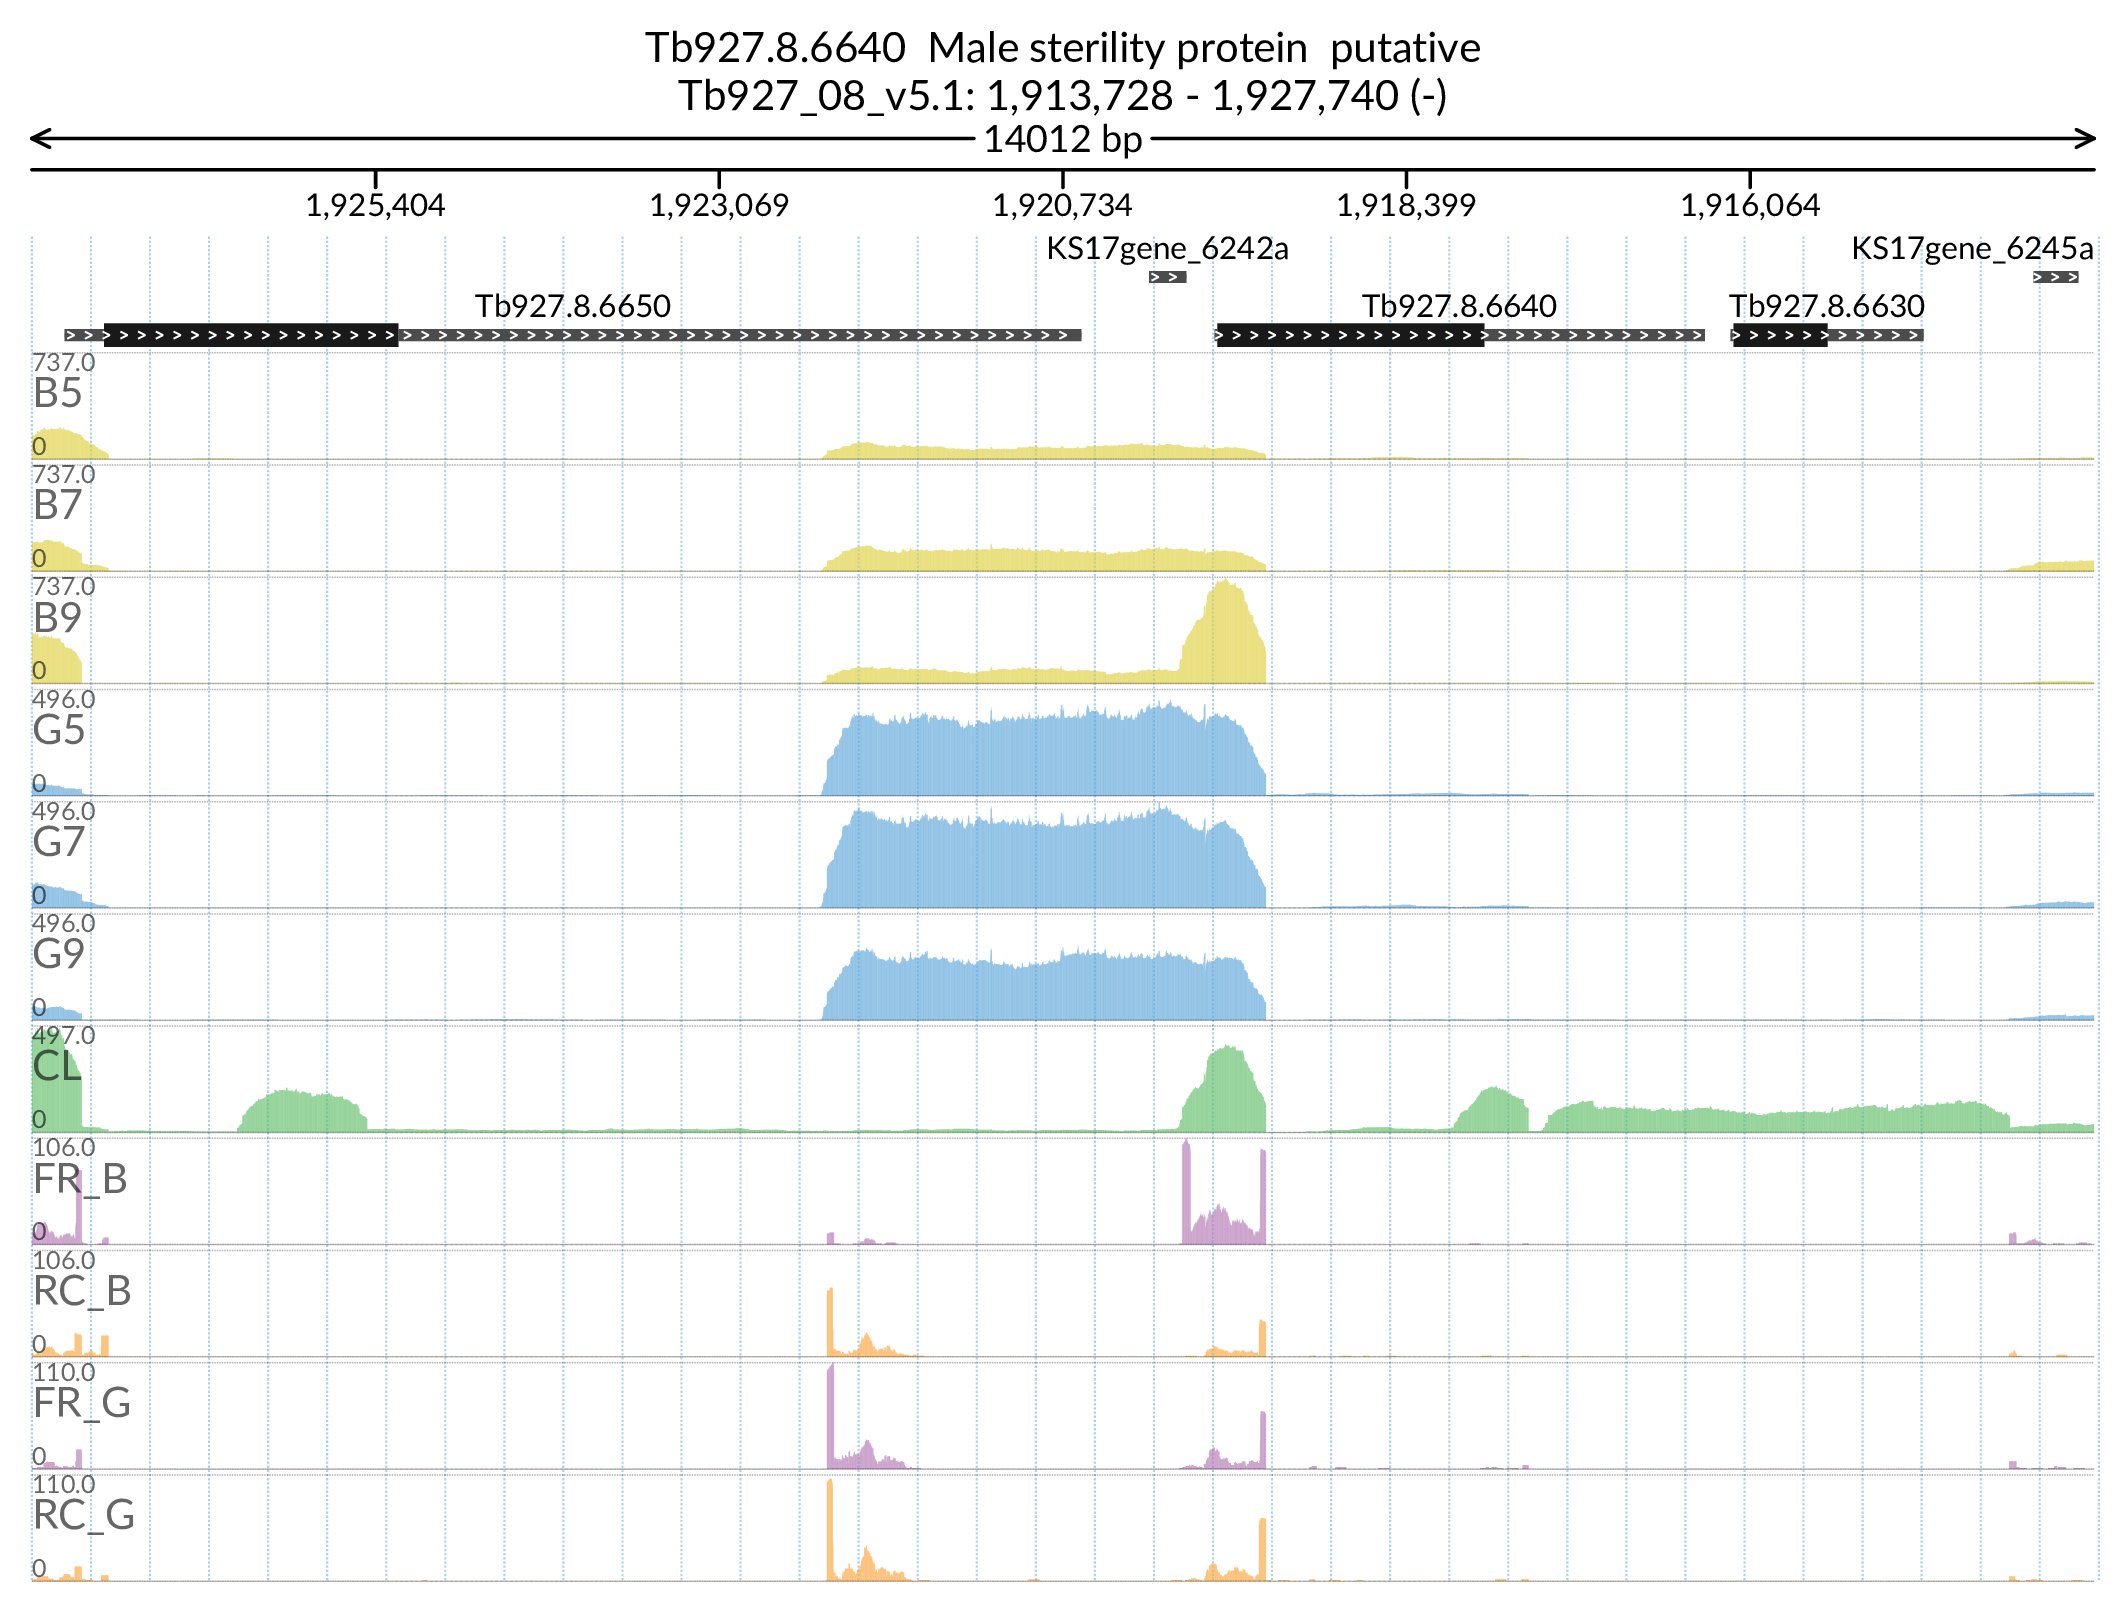 Tb927.8.6640  Male sterility protein  putative
Tb927_08_v5.1: 1,913,728 - 1,927,740 (-)
14012 bp
1,925,404 1,923,069 1,920,734 1,918,399 1,916,064
KS17gene_6242a KS17gene_6245a
Tb927.8.6650 Tb927.8.6640 Tb927.8.6630
737.0
B5
0
737.0
B7
0
737.0
B9
0
496.0
G5
0
496.0
G7
0
496.0
G9
0
497.0
CL
0
106.0
FR_B
0
106.0
RC_B
0
110.0
FR_G
0
110.0
RC_G
0